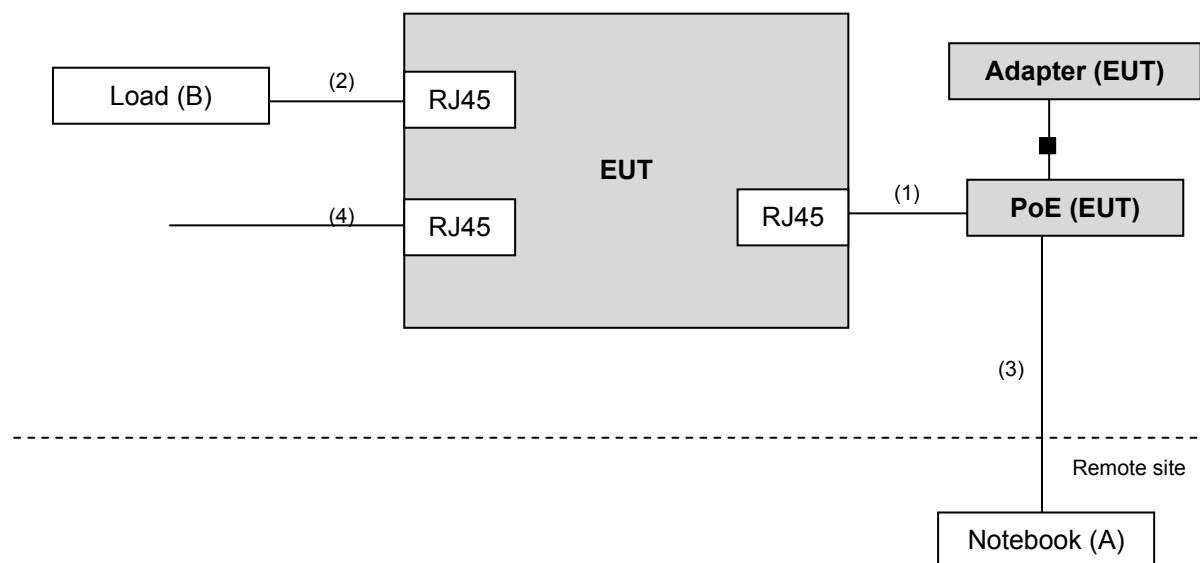 Adapter (EUT)
Load (B)
(2)
RJ45
EUT
(4)
RJ45
RJ45
(1)
PoE (EUT)
(3)
Remote site
Notebook (A)